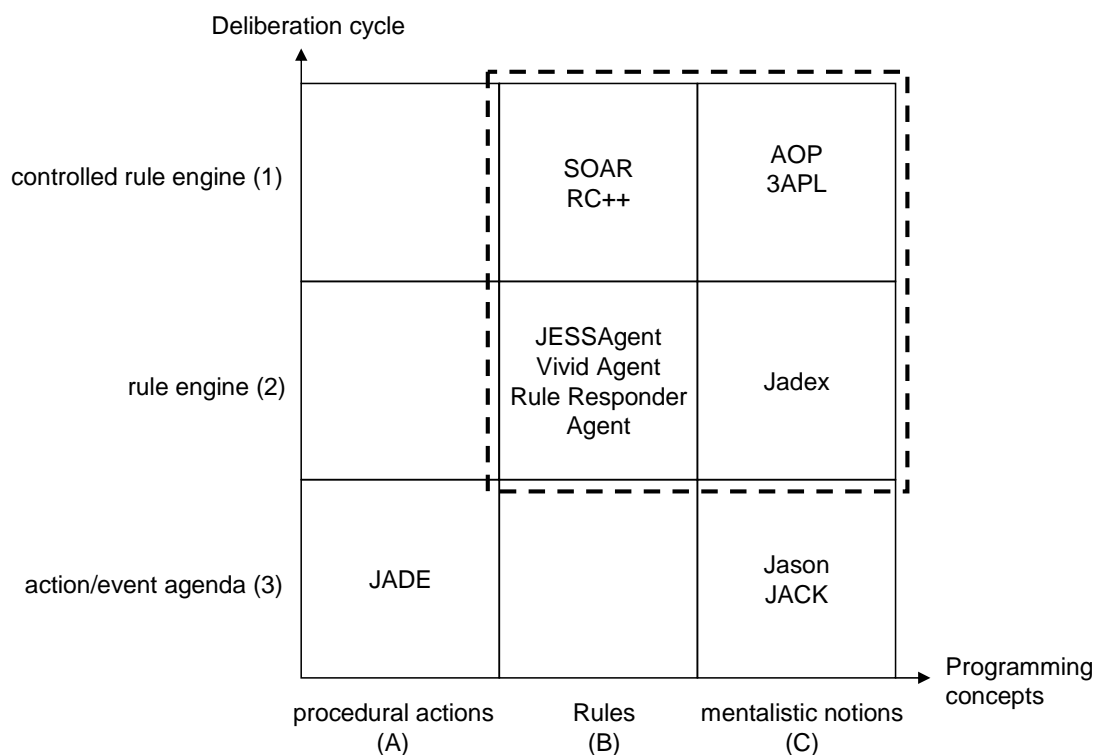 Deliberation cycle
controlled rule engine (1)
SOAR
RC++
AOP
3APL
rule engine (2)
JESSAgent
Vivid Agent
Rule Responder
Agent
Jadex
action/event agenda (3)
JADE
Jason
JACK
Programming
concepts
procedural actions
(A)
Rules
(B)
mentalistic notions
(C)